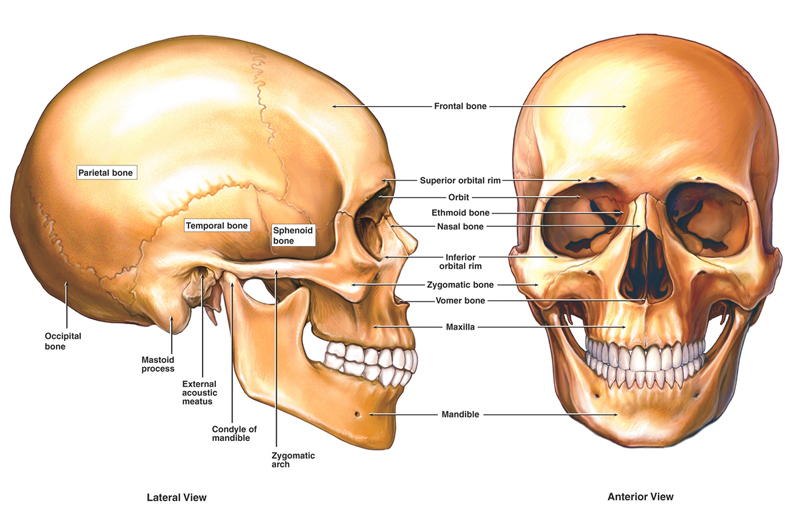 Frontal bone
Parietal bone
Superior orbital rim
Orbit
Ethmoid bone
Temporal bone
Nasal bone
Sphenoid
bone
Inferior
orbital rim
Zygomatic bone
Vomer bone
Maxilla
Occipital
bone
Mastoid
process
External
acoustic
meatus
Mandible
Condyle of
mandible
Zygomatic
arch
Lateral View
Anterior View